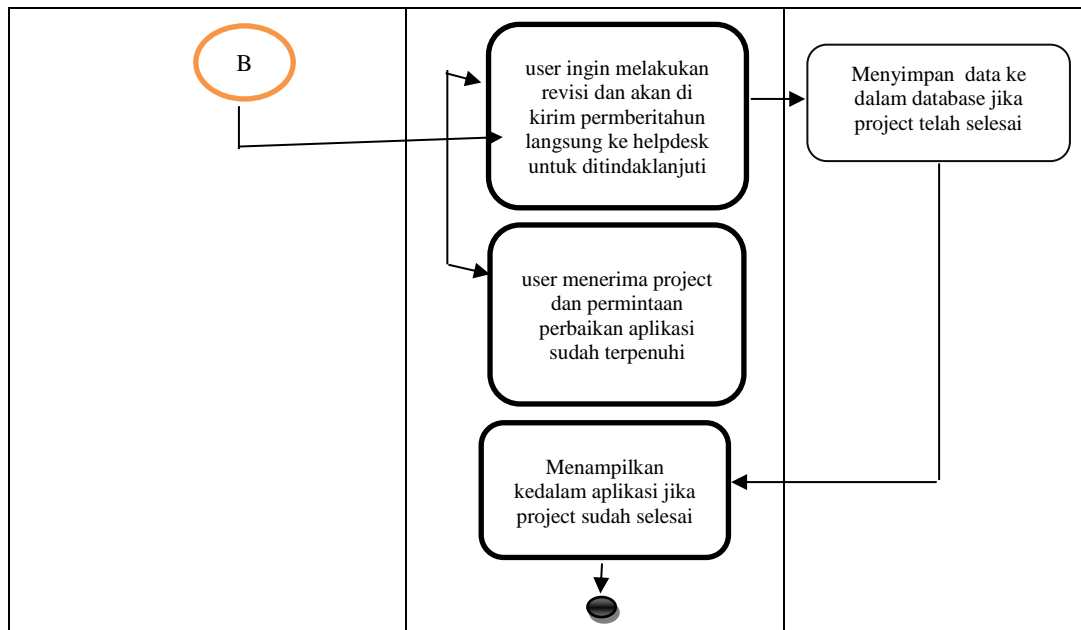 B
user ingin melakukan
revisi dan akan di
kirim permberitahun
langsung ke helpdesk
untuk ditindaklanjuti
Menyimpan data ke
dalam database jika
project telah selesai
user menerima project
dan permintaan
perbaikan aplikasi
sudah terpenuhi
Menampilkan
kedalam aplikasi jika
project sudah selesai